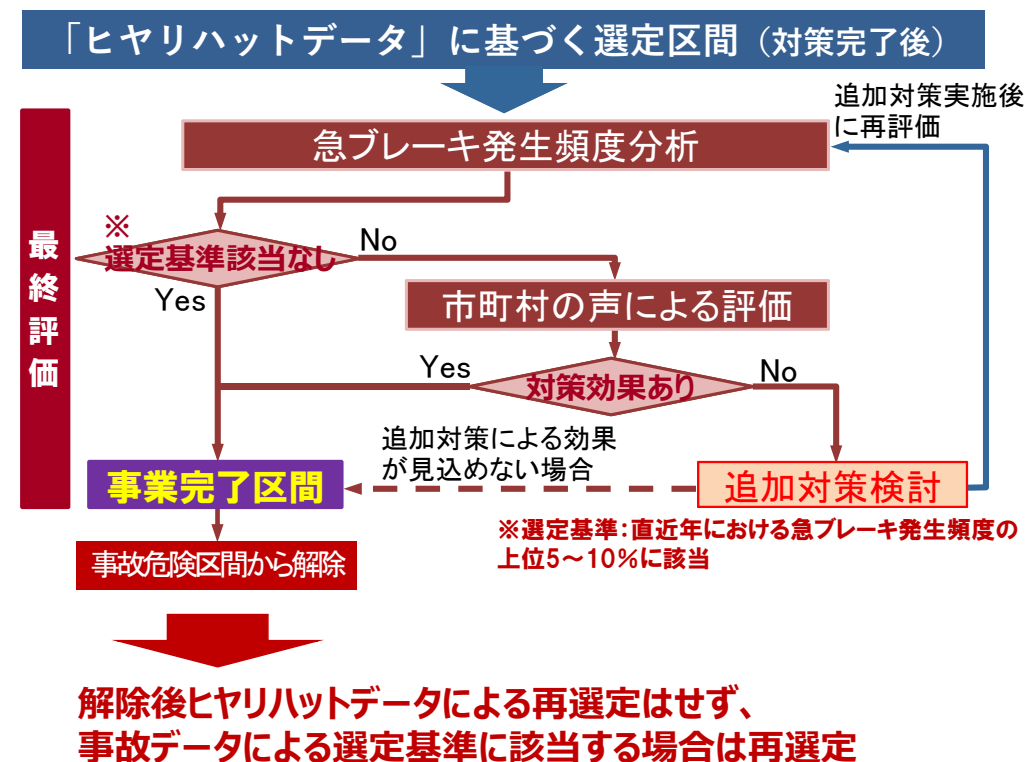 「ヒヤリハットデータ」に基づく選定区間（対策完了後）
追加対策実施後
に再評価
急ブレーキ発生頻度分析
最終評価
※
選定基準該当なし
No
Yes
市町村の声による評価
Yes
対策効果あり
No
追加対策による効果
が見込めない場合
事業完了区間
追加対策検討
※選定基準：直近年における急ブレーキ発生頻度の
上位5～10％に該当
事故危険区間から解除
解除後ヒヤリハットデータによる再選定はせず、
事故データによる選定基準に該当する場合は再選定